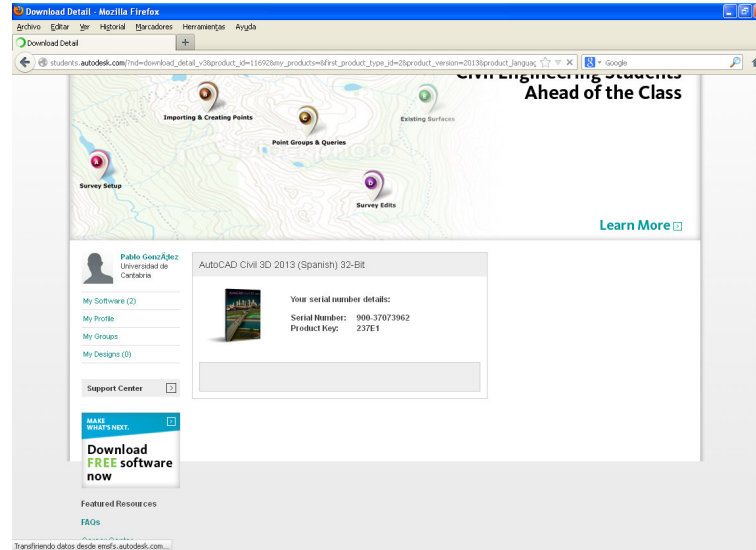 Download Detail - Mozilla Firefox
Archivo Editar Ver Historial Marcadores Herramientas Ayuda
Download Detail +
students.autodesk.com/?nd=download_detail_v3&product_id=1169&my_products=&first_product_type_id=2&product_version=2013&product_languag
Google
Civil Engineering Students
Ahead of the Class
B
Importing & Creating Points
C
Point Groups & Queries
E
Existing Surfaces
A
Survey Setup
D
Survey Edits
Learn More
Pablo GonzÃ¡lez
Universidad de
Cantabria
My Software (2)
My Profile
My Groups
My Designs (0)
Support Center
AutoCAD Civil 3D 2013 (Spanish) 32-Bit
Your serial number details:
Serial Number: 900-37073962
Product Key: 237E1
MAKE
WHAT'S NEXT.
Download
FREE software
now
Featured Resources
FAQs
Transfiriendo datos desde emsfs.autodesk.com...